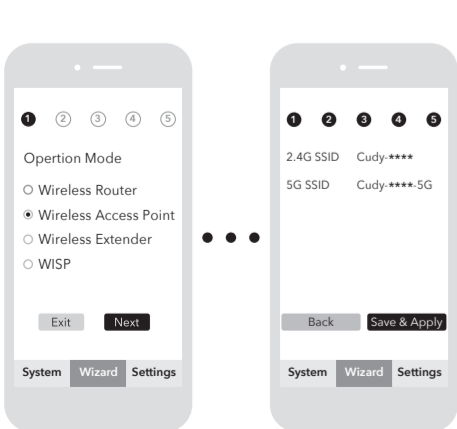 1 2 3 4 5
Opertion Mode
Wireless Router
Wireless Access Point
Wireless Extender
WISP
Exit Next
System Wizard Settings
1 2 3 4 5
2.4G SSID Cudy-****
5G SSID Cudy-****-5G
Back Save & Apply
System Wizard Settings